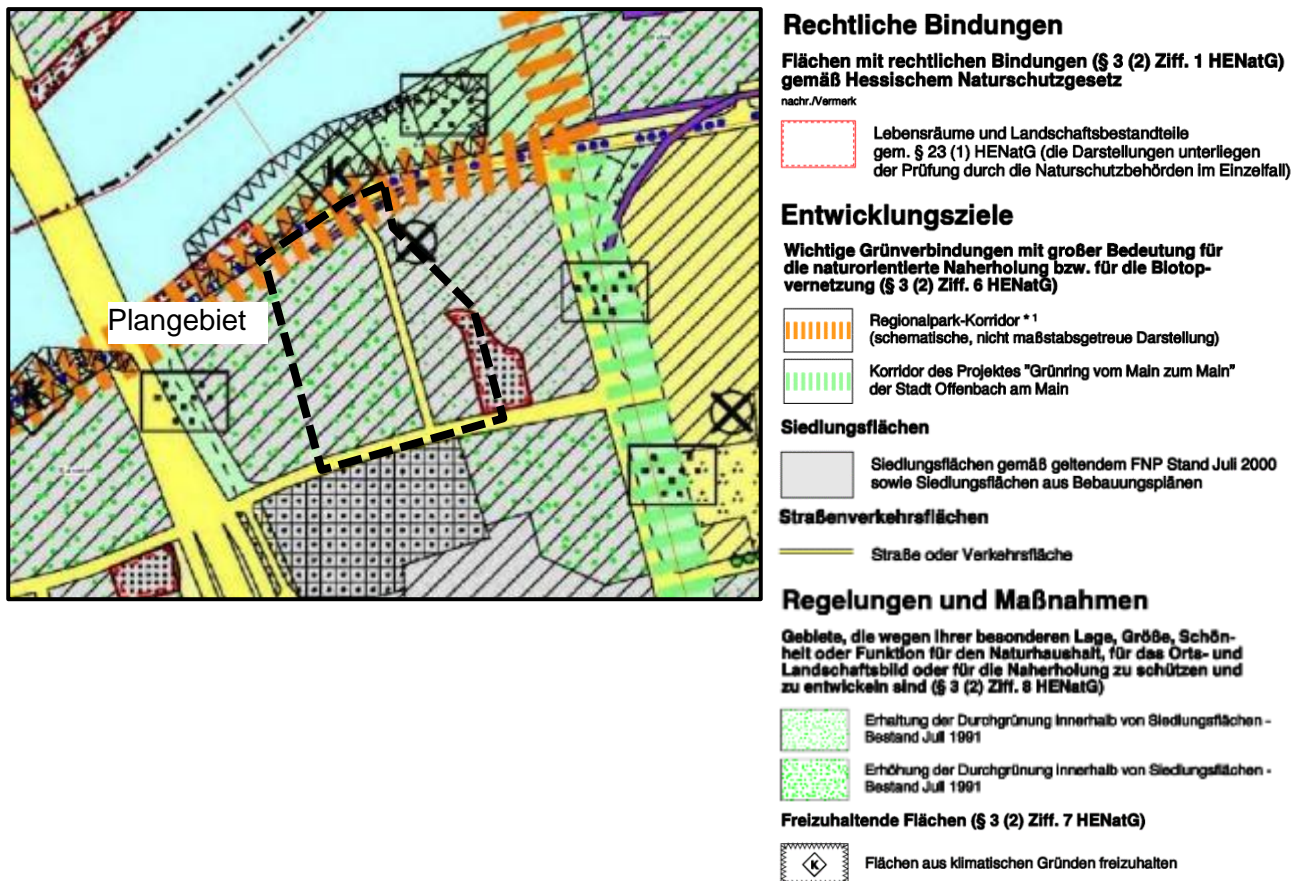 Plangebiet
K
K
Rechtliche Bindungen
Flächen mit rechtlichen Bindungen (§ 3 (2) Ziff. 1 HENatG)
gemäß Hessischem Naturschutzgesetz
nachr./Vermerk
Lebensräume und Landschaftsbestandteile
gem. § 23 (1) HENatG (die Darstellungen unterliegen
der Prüfung durch die Naturschutzbehörden im Einzelfall)
Entwicklungsziele
Wichtige Grünverbindungen mit großer Bedeutung für
die naturorientierte Naherholung bzw. für die Biotop-
vernetzung (§ 3 (2) Ziff. 6 HENatG)
Regionalpark-Korridor *1
(schematische, nicht maßstabsgetreue Darstellung)
Korridor des Projektes "Grünring vom Main zum Main"
der Stadt Offenbach am Main
Siedlungsflächen
Siedlungsflächen gemäß geltendem FNP Stand Juli 2000
sowie Siedlungsflächen aus Bebauungsplänen
Straßenverkehrsflächen
Straße oder Verkehrsfläche
Regelungen und Maßnahmen
Gebiete, die wegen ihrer besonderen Lage, Größe, Schön-
heit oder Funktion für den Naturhaushalt, für das Orts- und
Landschaftsbild oder für die Naherholung zu schützen und
zu entwickeln sind (§ 3 (2) Ziff. 8 HENatG)
Erhaltung der Durchgrünung innerhalb von Siedlungsflächen -
Bestand Juli 1991
Erhöhung der Durchgrünung innerhalb von Siedlungsflächen -
Bestand Juli 1991
Freizuhaltende Flächen (§ 3 (2) Ziff. 7 HENatG)
K
Flächen aus klimatischen Gründen freizuhalten